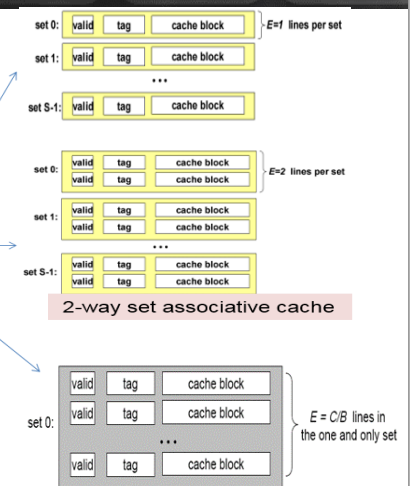 set 0: valid tag cache block E=1 lines per set
set 1: valid tag cache block
•••
set S-1: valid tag cache block
valid tag cache block
set 0: E=2 lines per set
valid tag cache block
valid tag cache block
set 1:
valid tag cache block
•••
valid tag cache block
set S-1:
valid tag cache block
2-way set associative cache
valid tag cache block
set 0: valid tag cache block E = C/B lines in
••• the one and only set
valid tag cache block